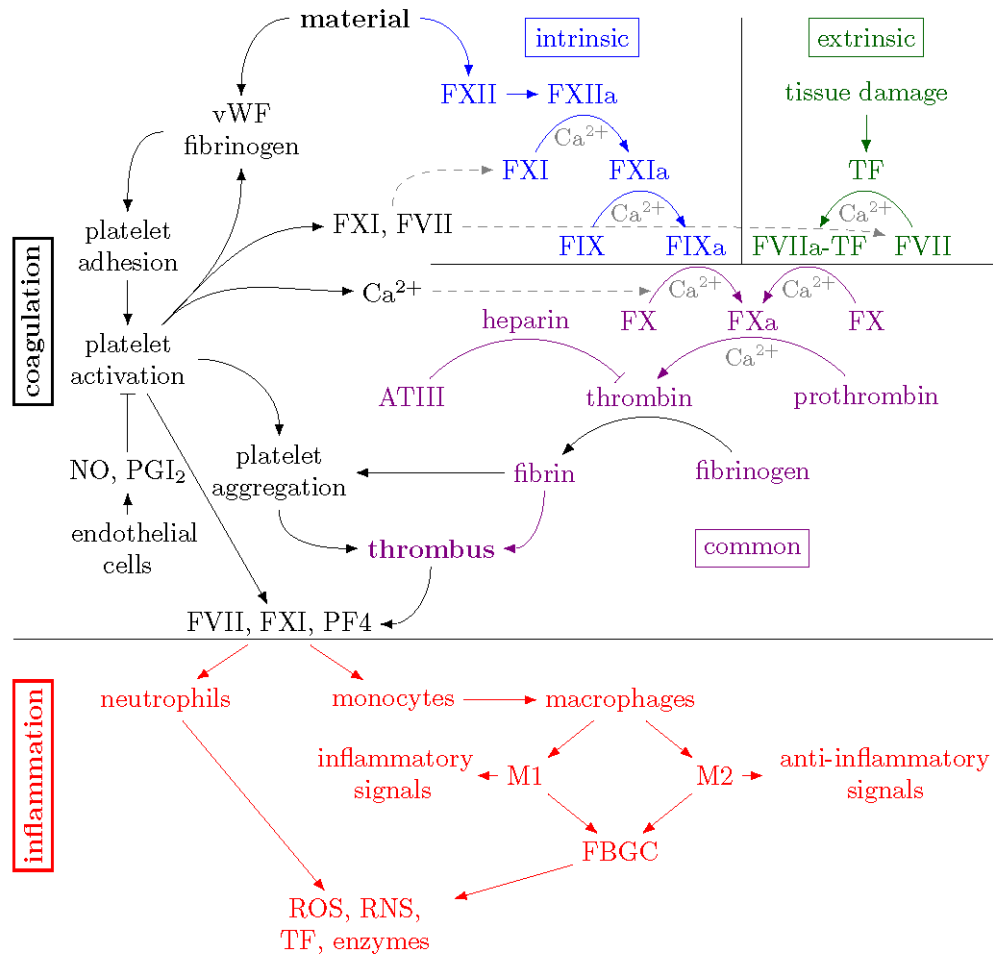 material
intrinsic
extrinsic
FXII
FXIIa
tissue damage
vWF
fibrinogen
Ca²⁺
FXI
FXIa
TF
FXI, FVII
Ca²⁺
Ca²⁺
platelet
adhesion
FIX
FIXa
FVIIa-TF
FVII
coagulation
Ca²⁺
Ca²⁺
Ca²⁺
heparin
FX
FXa
FX
platelet
activation
Ca²⁺
ATIII
thrombin
prothrombin
NO, PGI₂
platelet
aggregation
fibrin
fibrinogen
endothelial
cells
thrombus
common
FVII, FXI, PF4
inflammation
neutrophils
monocytes
macrophages
inflammatory
signals
M1
M2
anti-inflammatory
signals
FBGC
ROS, RNS,
TF, enzymes